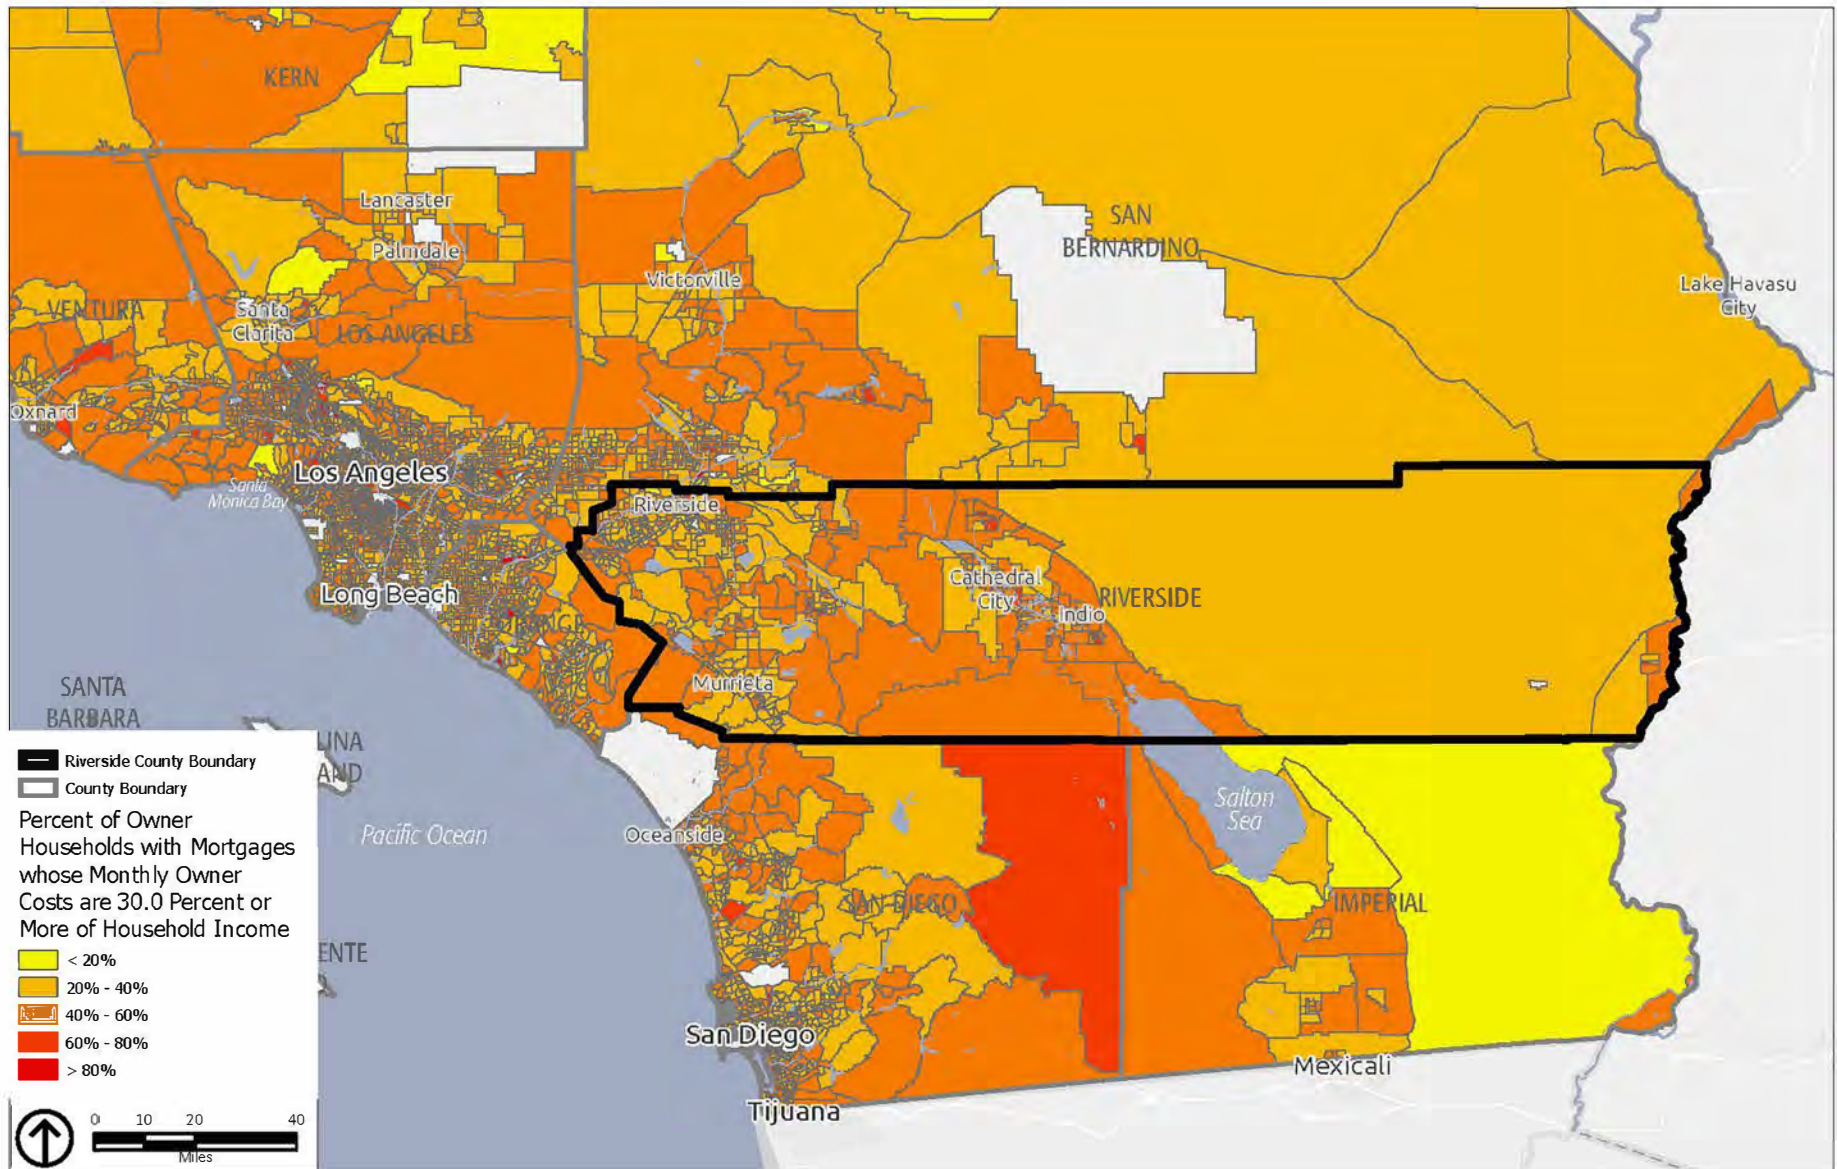 KERN
Lancaster
Palmdale
SAN
BERNARDINO
Victorville
Lake Havasu
City
VENTURA
Santa
Clarita
LOS ANGELES
Oxnard
Los Angeles
Santa
Monica Bay
Riverside
Long Beach
Cathedral
City
RIVERSIDE
Indio
Murrieta
SANTA
BARBARA
LINA
AND
Salton
Sea
Pacific Ocean
Oceanside
SAN DIEGO
IMPERIAL
ENTE
San Diego
Mexicali
Tijuana
Riverside County Boundary
County Boundary
Percent of Owner
Households with Mortgages
whose Monthly Owner
Costs are 30.0 Percent or
More of Household Income
< 20%
20% - 40%
40% - 60%
60% - 80%
> 80%
0 10 20 40
Miles